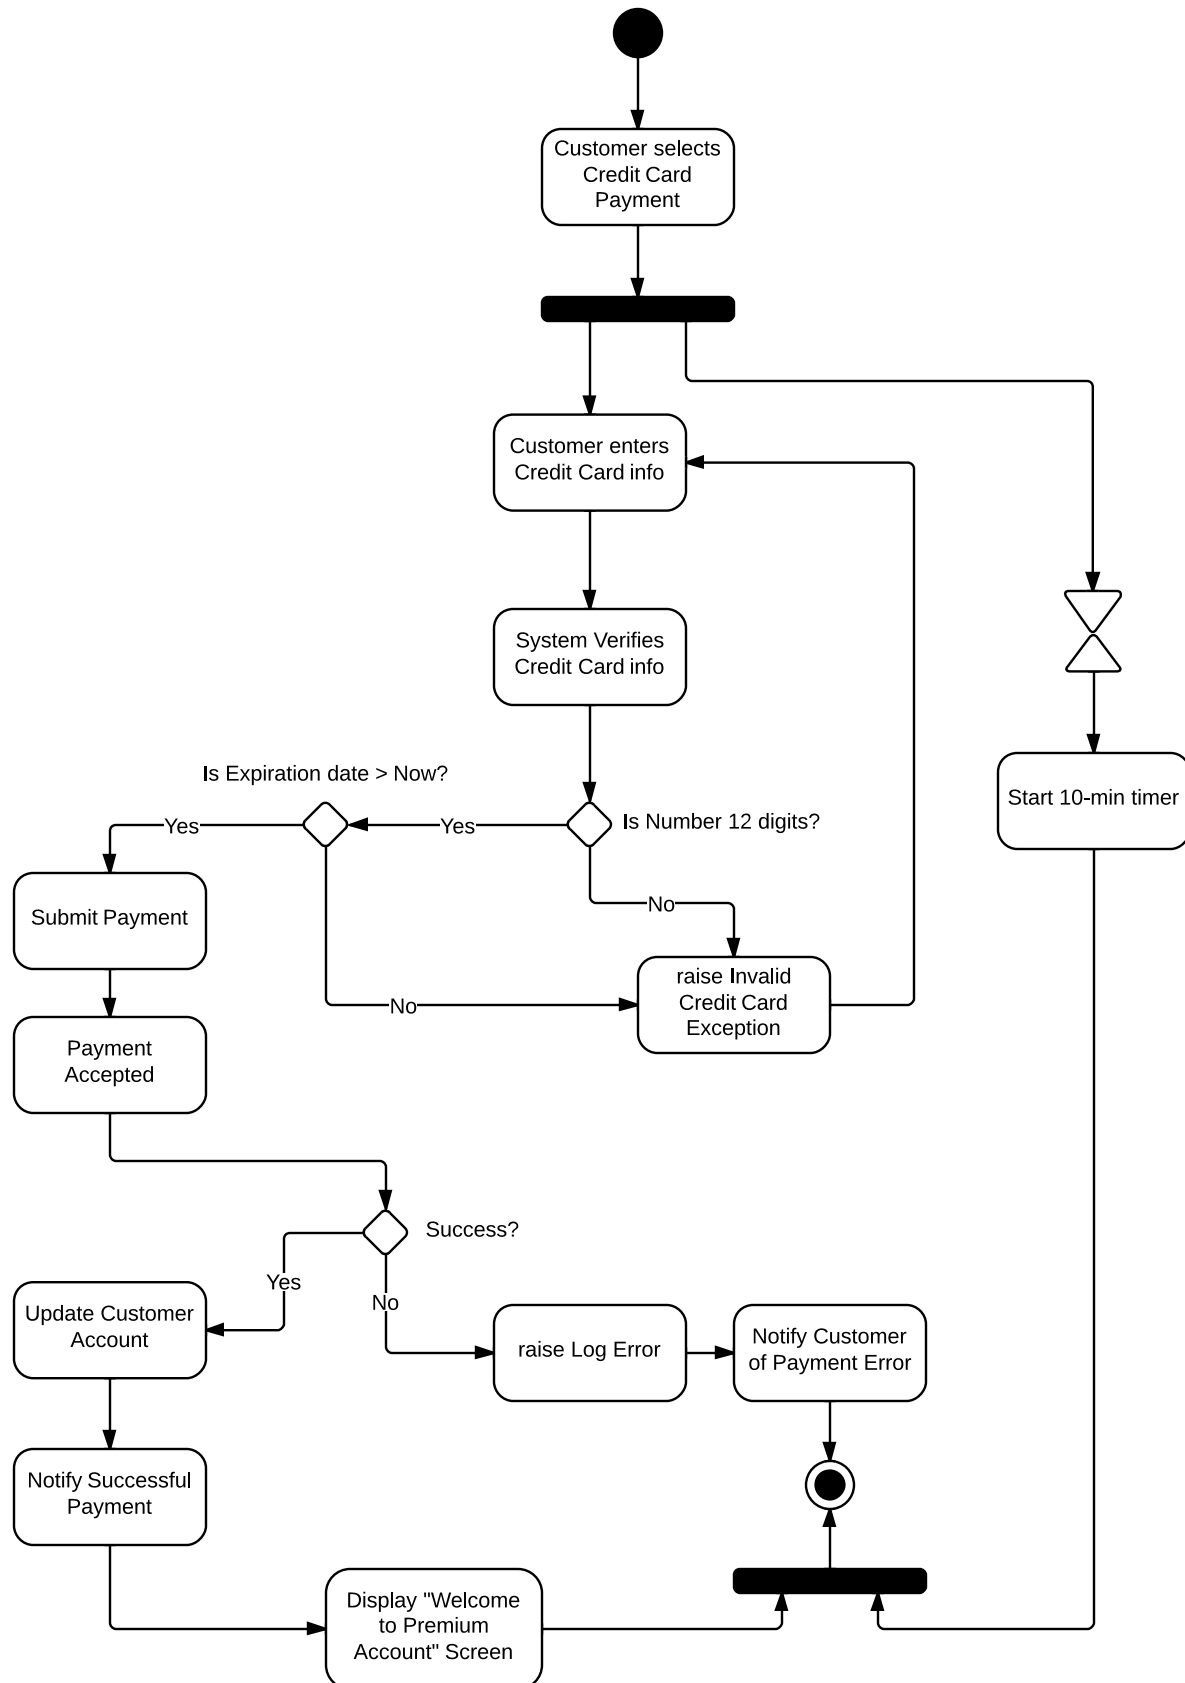 Customer selects
Credit Card
Payment
Customer enters
Credit Card info
System Verifies
Credit Card info
Is Expiration date > Now?
Start 10-min timer
Is Number 12 digits?
Yes
Yes
No
Submit Payment
raise Invalid
Credit Card
Exception
No
Payment
Accepted
Success?
Yes
No
Update Customer
Account
raise Log Error
Notify Customer
of Payment Error
Notify Successful
Payment
Display "Welcome
to Premium
Account" Screen